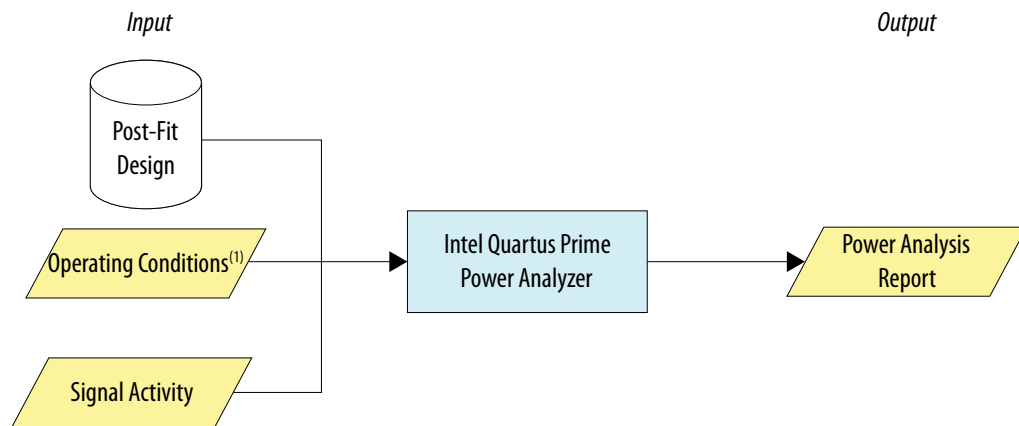 Input
Output
Post-Fit
Design
Operating Conditions(1)
Intel Quartus Prime
Power Analyzer
Power Analysis
Report
Signal Activity